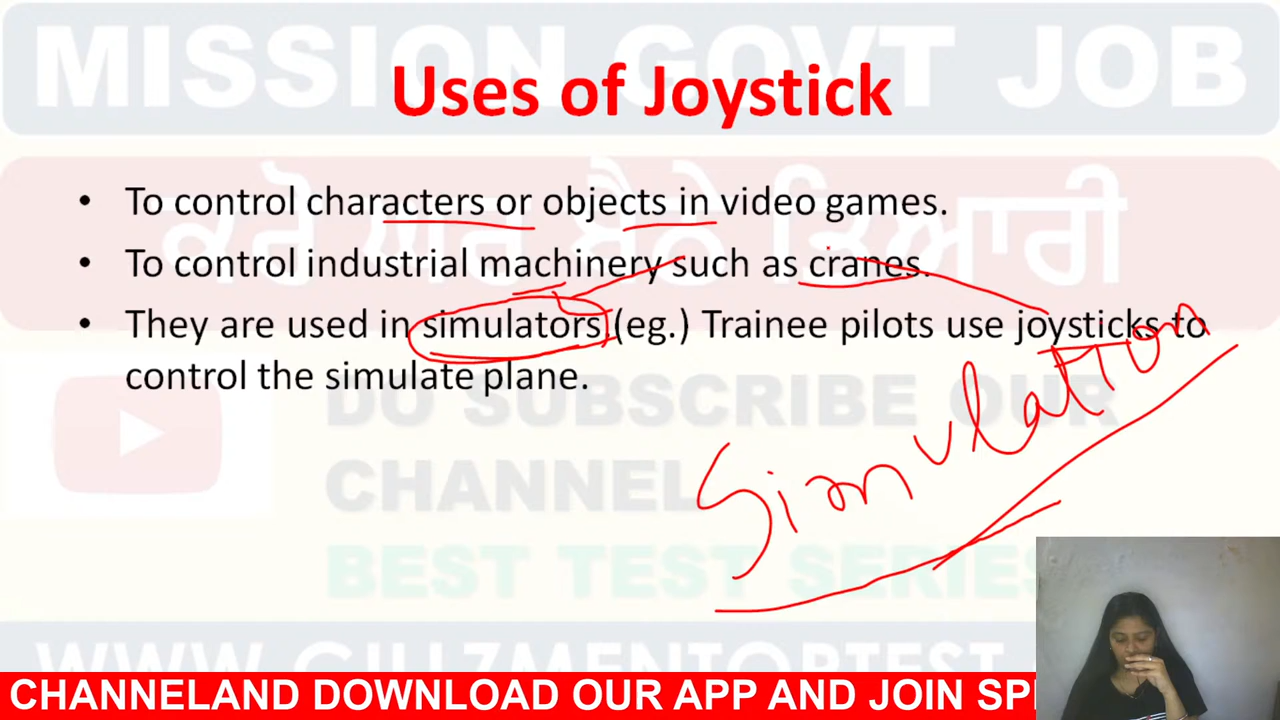 MISSION GOVT JOB
Uses of Joystick
• To control characters or objects in video games.
• To control industrial machinery such as cranes.
• They are used in simulators (eg.) Trainee pilots use joysticks to
control the simulate plane.
Simulation
DO SUBSCRIBE OUR
CHANNEL
BEST TEST SERIES
CHANNELAND DOWNLOAD OUR APP AND JOIN SPE